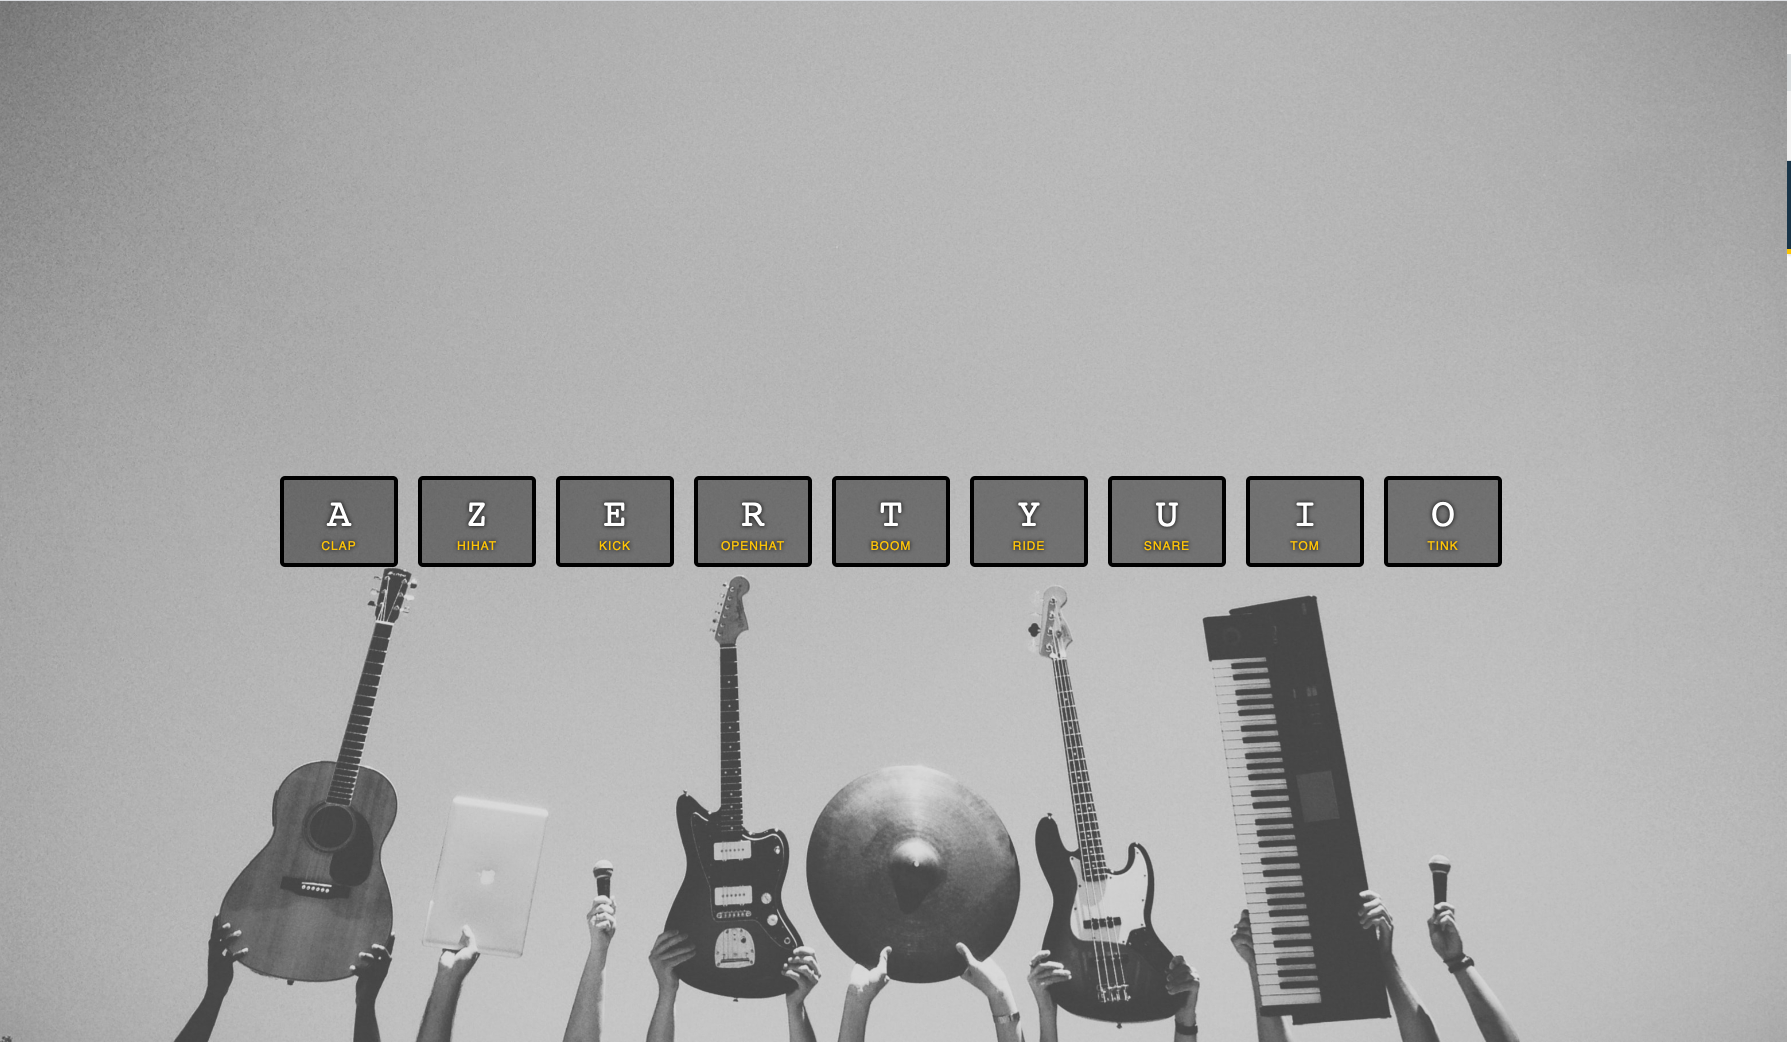 A Z E R T Y U I O
CLAP HIHAT KICK OPENHAT BOOM RIDE SNARE TOM TINK